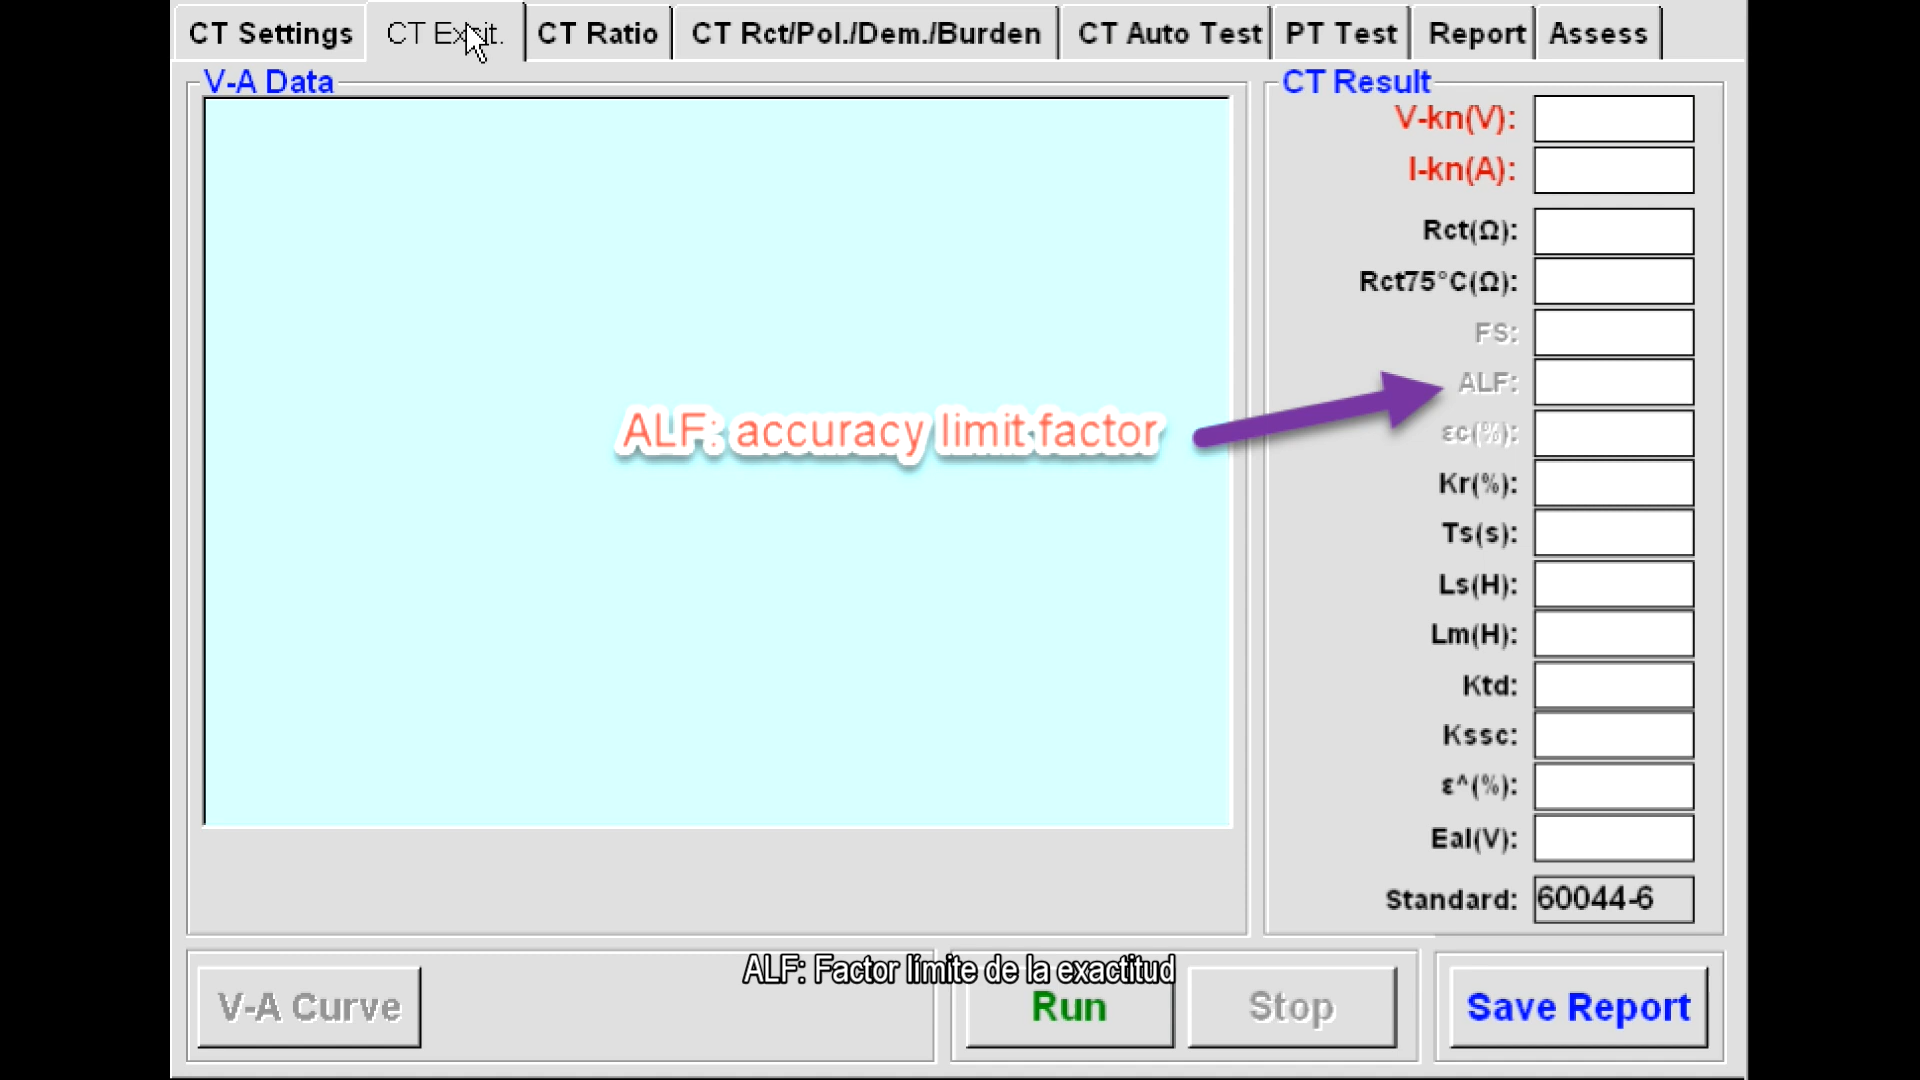 CT Settings CT Excit. CT Ratio CT Rct/Pol./Dem./Burden CT Auto Test PT Test Report Assess
V-A Data
CT Result
V-kn(V):
I-kn(A):
Rct(Ω):
Rct75°C(Ω):
FS:
ALF:
ALF: accuracy limit factor
εc(%):
Kr(%):
Ts(s):
Ls(H):
Lm(H):
Ktd:
Kssc:
ε^(%):
Eal(V):
Standard: 60044-6
ALF: Factor límite de la exactitud
V-A Curve Run Stop Save Report